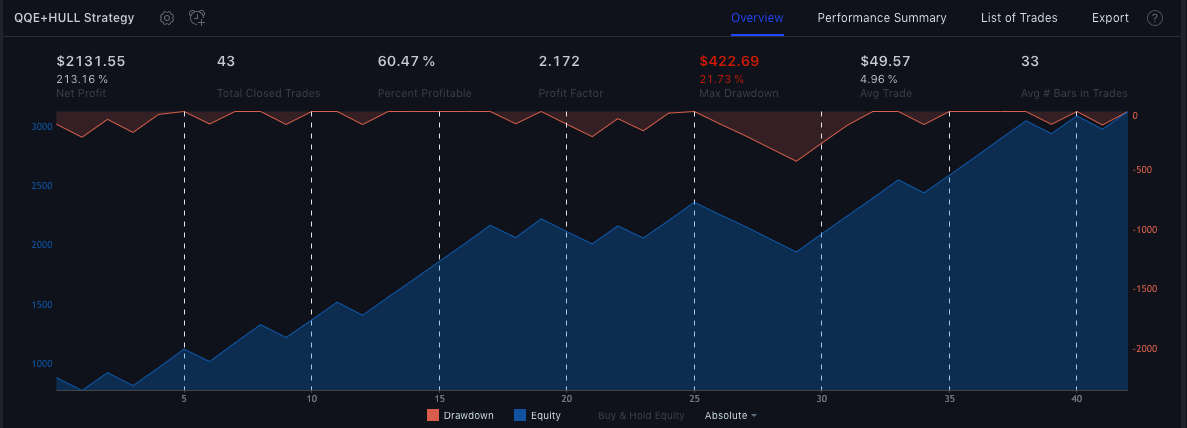 QQE+HULL Strategy
Overview Performance Summary List of Trades Export ?
$2131.55 43 60.47 % 2.172 $422.69 $49.57 33
213.16 % 21.73 % 4.96 %
Net Profit Total Closed Trades Percent Profitable Profit Factor Max Drawdown Avg Trade Avg # Bars in Trades
3000 0
2500 -500
2000 -1000
1500 -1500
1000 -2000
5 10 15 20 25 30 35 40
Drawdown Equity Buy & Hold Equity Absolute